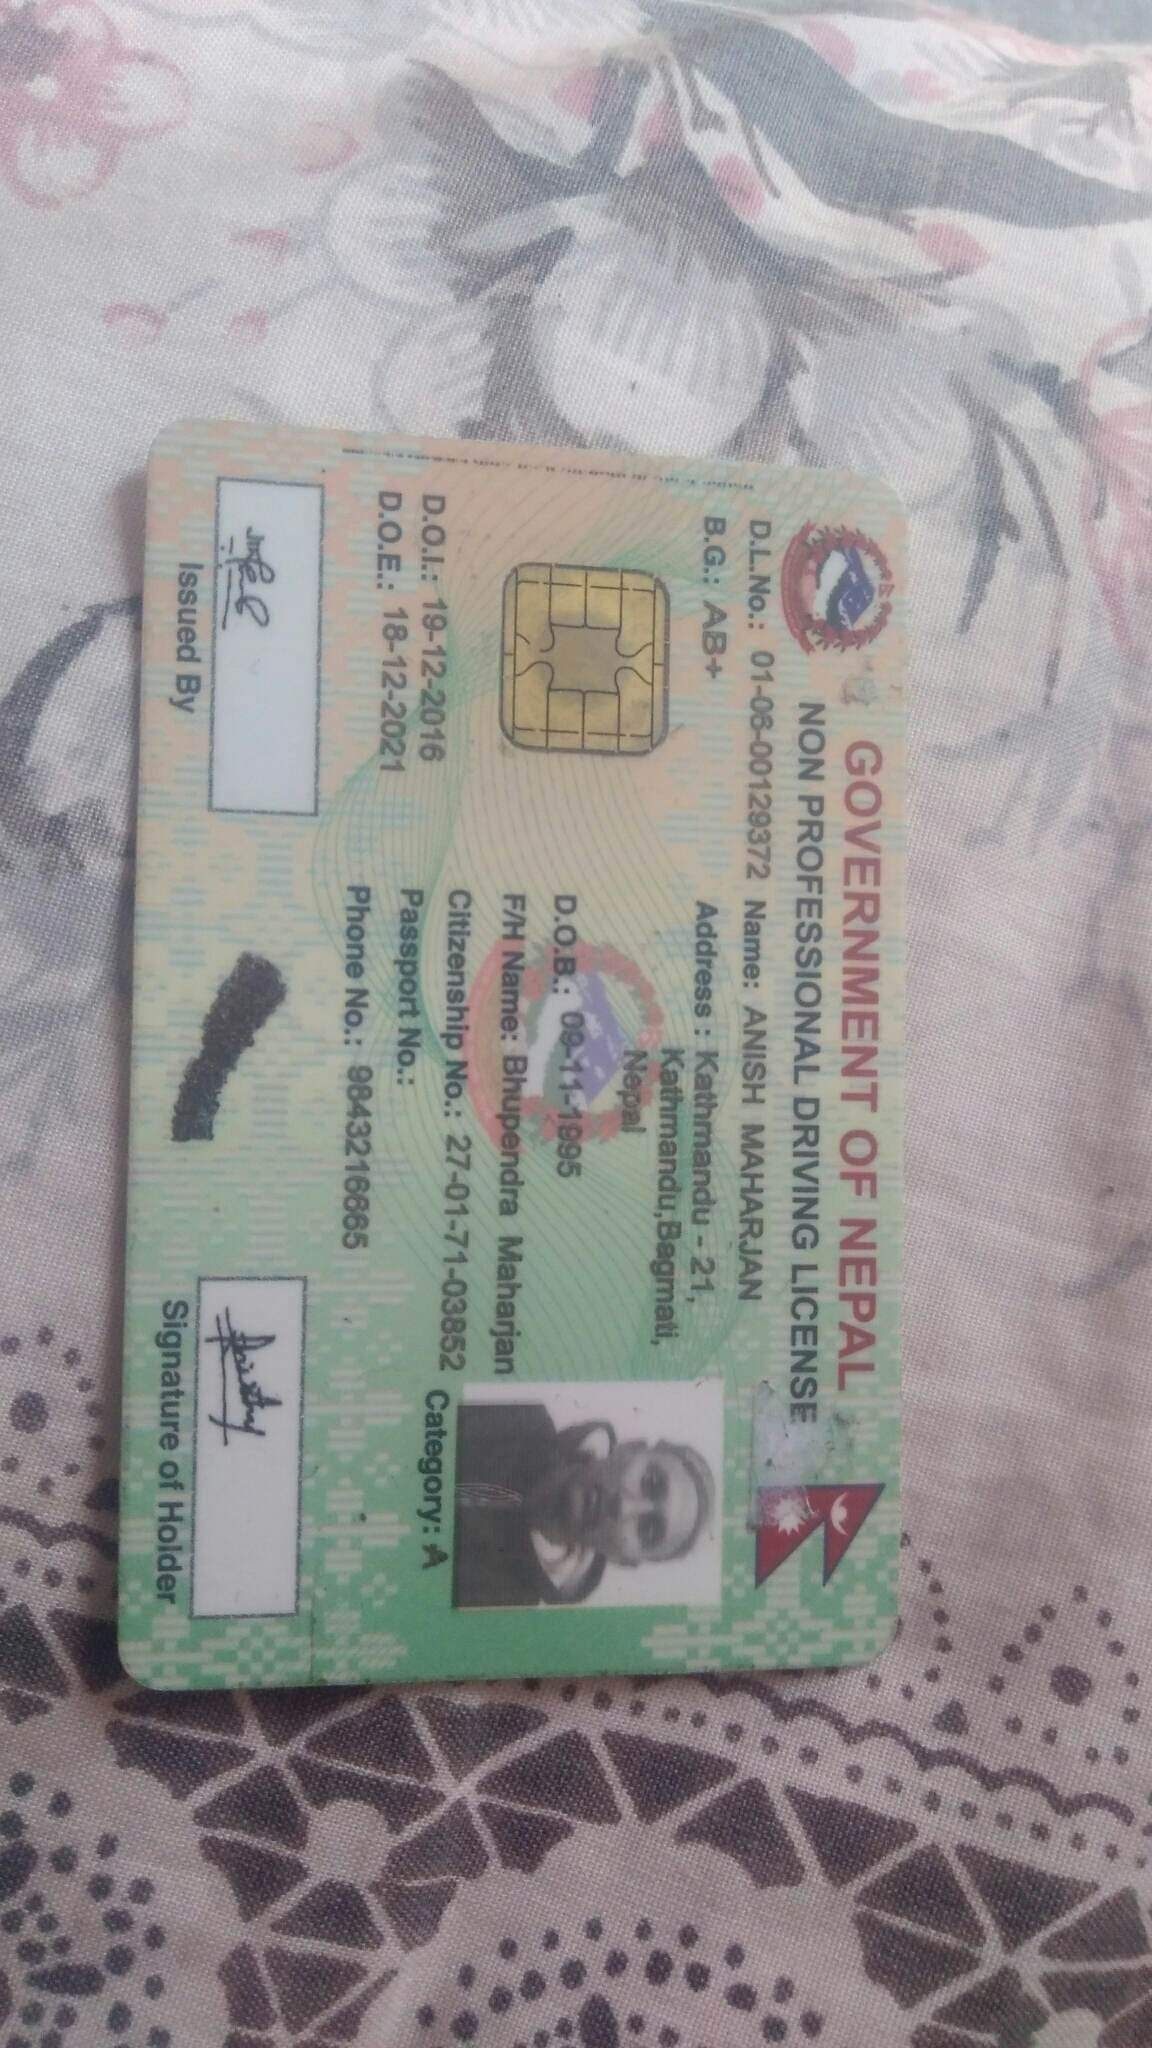 GOVERNMENT OF NEPAL
NON PROFESSIONAL DRIVING LICENSE
D.L.No.: 01-06-00129372 Name: ANISH MAHARJAN
B.G.: AB+
Address : Kathmandu - 21,
Kathmandu,Bagmati,
Nepal
D.O.B.: 09-11-1995
F/H Name: Bhupendra Maharjan
D.O.I.: 19-12-2016
Citizenship No.: 27-01-71-03852
Category: A
D.O.E.: 18-12-2021
Passport No.:
Phone No.: 9843216665
Issued By
Signature of Holder